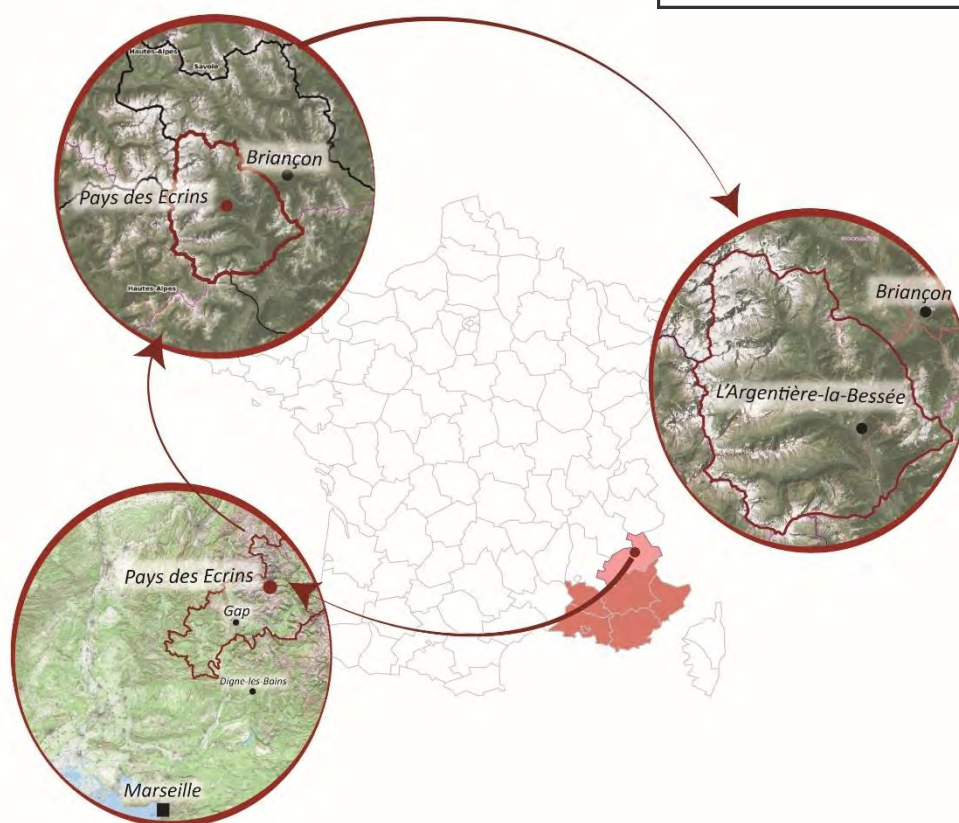 Hautes-Alpes
Savoie
Briançon
Pays des Ecrins
Hautes-Alpes
Briançon
L'Argentière-la-Bessée
Pays des Ecrins
Gap
Digne-les-Bains
Marseille